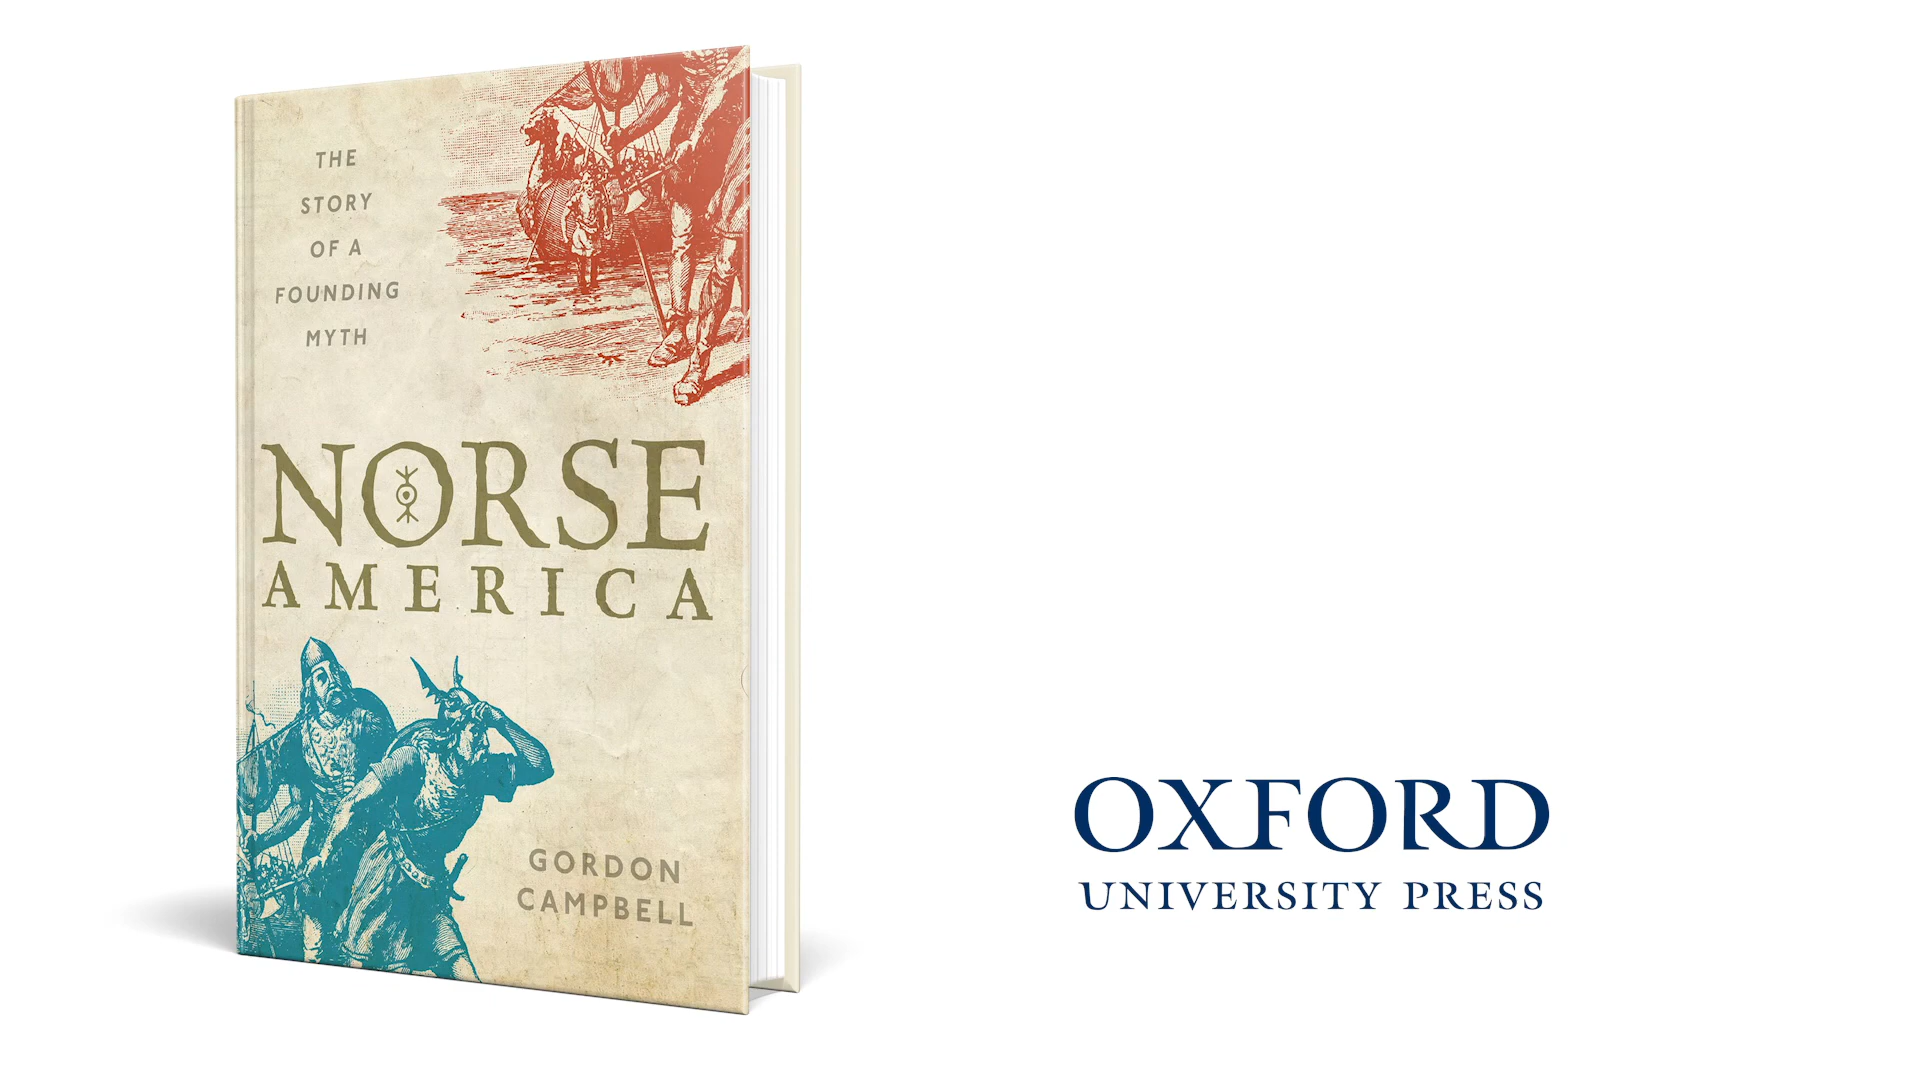 THE
STORY
OF A
FOUNDING
MYTH
NORSE
AMERICA
GORDON
CAMPBELL
OXFORD
UNIVERSITY PRESS